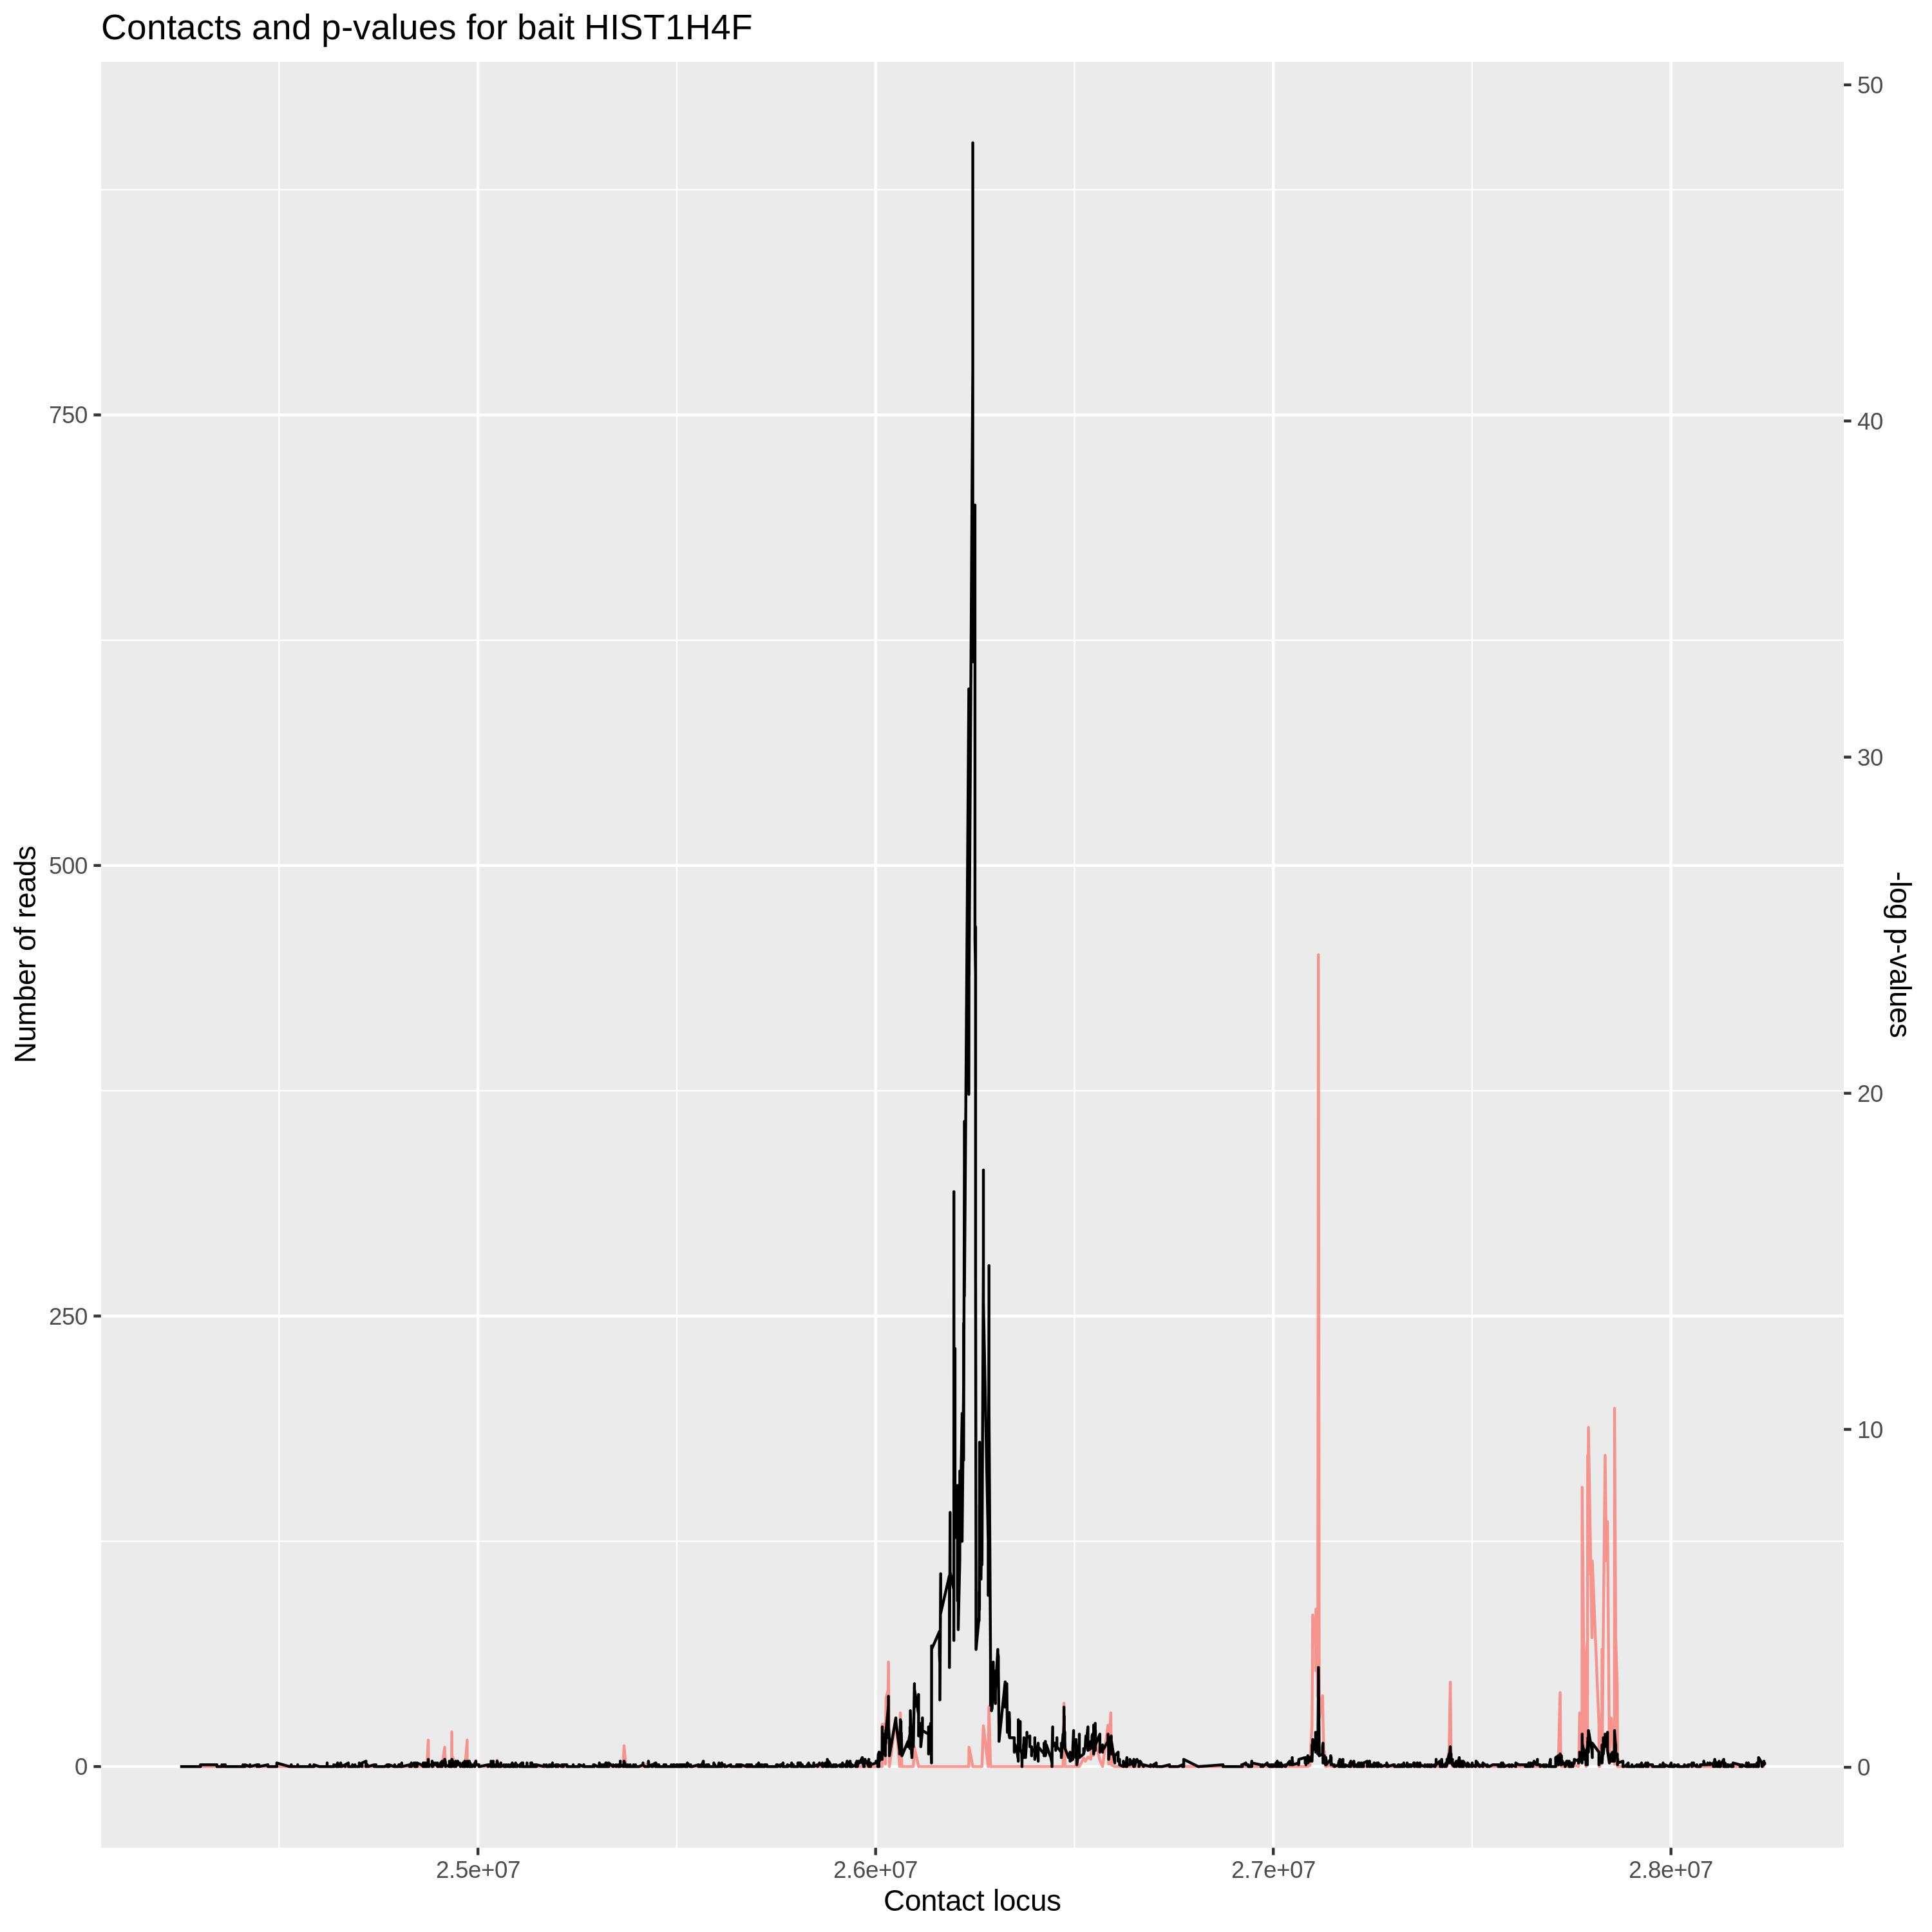 Contacts and p-values for bait HIST1H4F
Number of reads
750
500
250
0
50
40
30
20
10
0
-log p-values
2.5e+07 2.6e+07 2.7e+07 2.8e+07
Contact locus